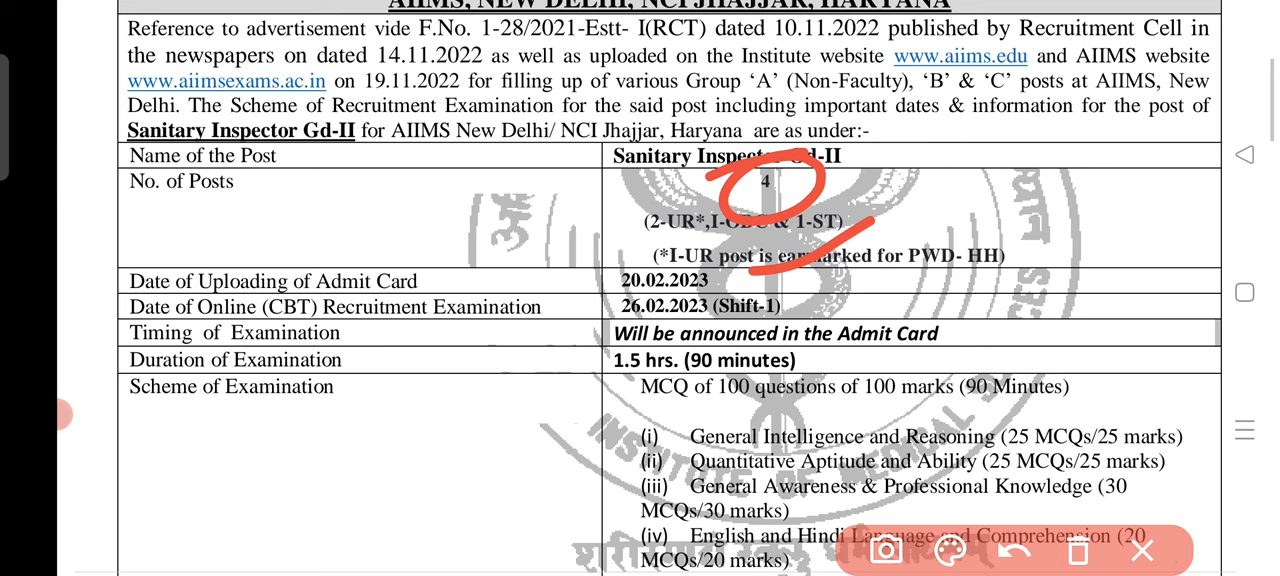 AIIMS, NEW DELHI, NCI JHAJJAR, HARYANA
Reference to advertisement vide F.No. 1-28/2021-Estt- I(RCT) dated 10.11.2022 published by Recruitment Cell in
the newspapers on dated 14.11.2022 as well as uploaded on the Institute website www.aiims.edu and AIIMS website
www.aiimsexams.ac.in on 19.11.2022 for filling up of various Group ‘A’ (Non-Faculty), ‘B’ & ‘C’ posts at AIIMS, New
Delhi. The Scheme of Recruitment Examination for the said post including important dates & information for the post of
Sanitary Inspector Gd-II for AIIMS New Delhi/ NCI Jhajjar, Haryana are as under:-
Name of the Post Sanitary Inspector Gd-II
No. of Posts 4
(2-UR*,I-OBC & 1-ST)
(*I-UR post is earmarked for PWD- HH)
Date of Uploading of Admit Card 20.02.2023
Date of Online (CBT) Recruitment Examination 26.02.2023 (Shift-1)
Timing of Examination Will be announced in the Admit Card
Duration of Examination 1.5 hrs. (90 minutes)
Scheme of Examination MCQ of 100 questions of 100 marks (90 Minutes)
(i) General Intelligence and Reasoning (25 MCQs/25 marks)
(ii) Quantitative Aptitude and Ability (25 MCQs/25 marks)
(iii) General Awareness & Professional Knowledge (30
MCQs/30 marks)
(iv) English and Hindi Language and Comprehension (20
MCQs/20 marks)
INSTITUTE OF MEDICAL